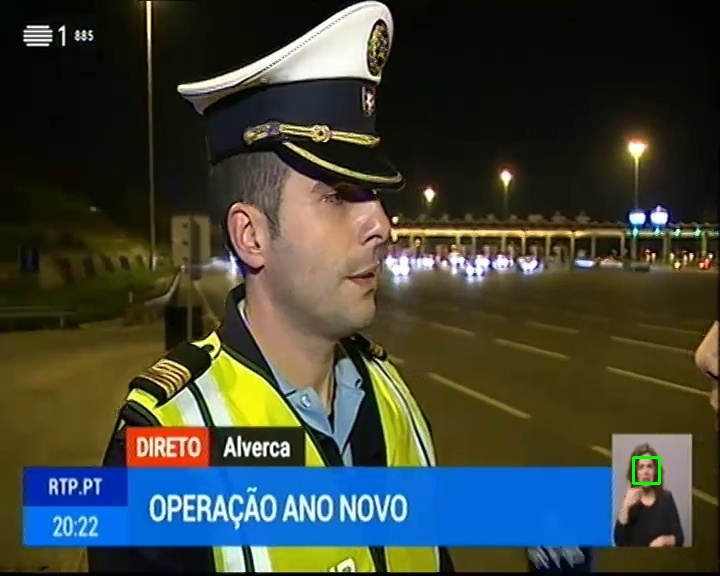 1 885
DIRETO Alverca
RTP.PT
OPERAÇÃO ANO NOVO
20:22